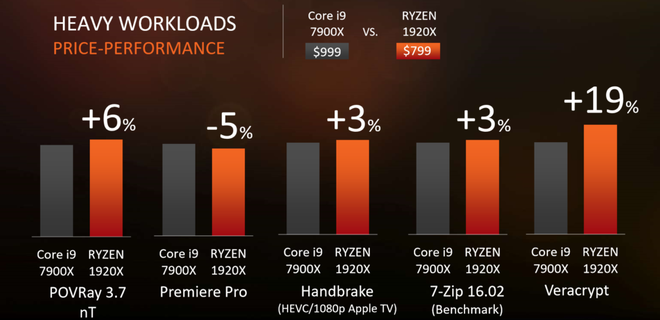 HEAVY WORKLOADS
PRICE-PERFORMANCE
Core i9
7900X
$999
VS.
RYZEN
1920X
$799
+6%
-5%
+3%
+3%
+19%
Core i9
7900X
RYZEN
1920X
POVRay 3.7
nT
Core i9
7900X
RYZEN
1920X
Premiere Pro
Core i9
7900X
RYZEN
1920X
Handbrake
(HEVC/1080p Apple TV)
Core i9
7900X
RYZEN
1920X
7-Zip 16.02
(Benchmark)
Core i9
7900X
RYZEN
1920X
Veracrypt